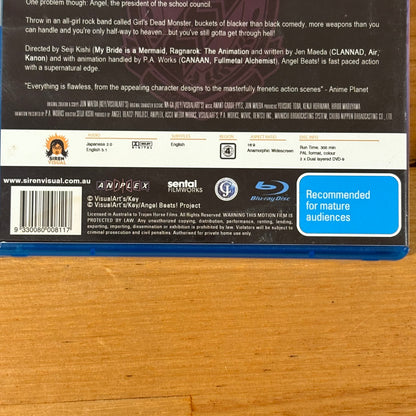 One problem though: Angel, the president of the school council.
Throw in an all-girl rock band called Girl's Dead Monster, buckets of blacker than black comedy, more weapons than you
can handle and you're only half-way to heaven...but you've still gotta get through hell!
Directed by Seiji Kishi (My Bride is a Mermaid, Ragnarok: The Animation and written by Jen Maeda (CLANNAD, Air,
Kanon) and with animation handled by P.A. Works (CANAAN, Fullmetal Alchemist), Angel Beats! is fast paced action
with a supernatural edge.
"Everything is flawless, from the appealing character designs to the masterfully frenetic action scenes" - Anime Planet
SIREN
VISUAL
AUDIO
Japanese 2.0
English 5.1
DOLBY
DIGITAL
SUBTITLES
English
REGION
4
SCREEN
16:9
Anamorphic Widescreen
DISC INFO
Run Time: 300 min
PAL format, colour
2 x Dual layered DVD-9
www.sirenvisual.com.au
ANIPLEX
sentai
FILMWORKS
Blu-ray Disc
© VisualArt's/Key
© VisualArt's/Key/Angel Beats! Project
Licensed in Australia to Trojan Horse Films. All Rights Reserved. WARNING THIS MOTION FILM IS
PROTECTED BY LAW. Any unauthorized copying, distribution, performance, renting, lending,
exporting, importing, dissemination or exhibition is prohibited by law. Violators will be subject to
criminal prosecution and civil penalties. Authorised for private home use only.
9 330080 008117
Recommended
for mature
audiences